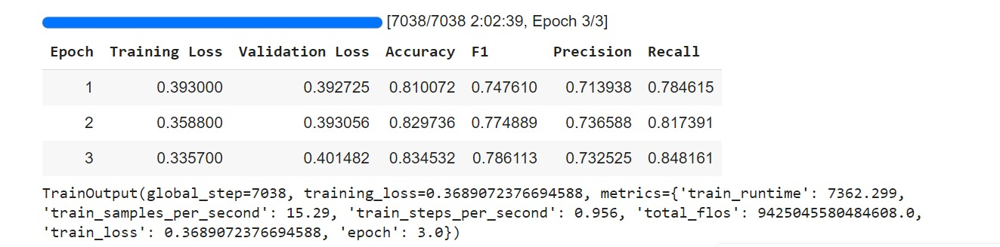 [7038/7038 2:02:39, Epoch 3/3]
Epoch Training Loss Validation Loss Accuracy F1 Precision Recall
1 0.393000 0.392725 0.810072 0.747610 0.713938 0.784615
2 0.358800 0.393056 0.829736 0.774889 0.736588 0.817391
3 0.335700 0.401482 0.834532 0.786113 0.732525 0.848161
TrainOutput(global_step=7038, training_loss=0.3689072376694588, metrics={'train_runtime': 7362.299,
'train_samples_per_second': 15.29, 'train_steps_per_second': 0.956, 'total_flos': 9425045580484608.0,
'train_loss': 0.3689072376694588, 'epoch': 3.0})